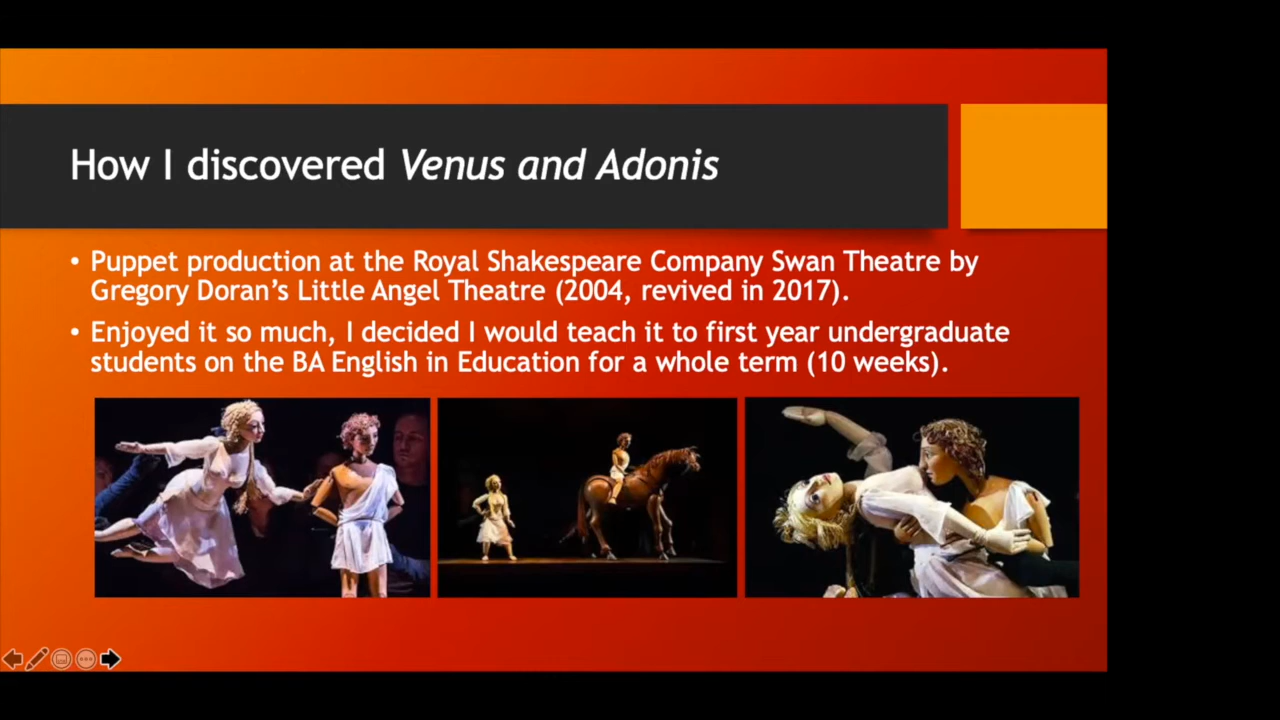 How I discovered Venus and Adonis
• Puppet production at the Royal Shakespeare Company Swan Theatre by
Gregory Doran’s Little Angel Theatre (2004, revived in 2017).
• Enjoyed it so much, I decided I would teach it to first year undergraduate
students on the BA English in Education for a whole term (10 weeks).